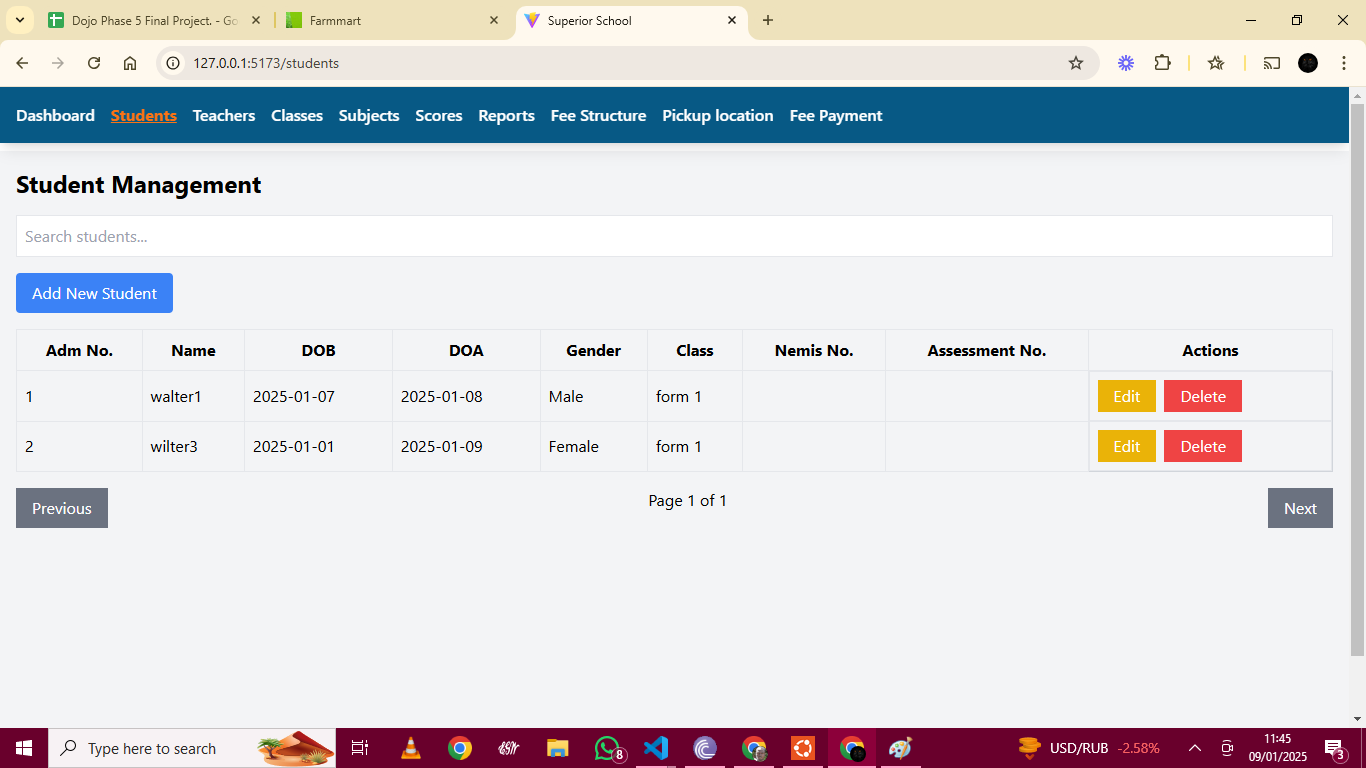 Dojo Phase 5 Final Project. - Go
Farmmart
Superior School
127.0.0.1:5173/students
Dashboard Students Teachers Classes Subjects Scores Reports Fee Structure Pickup location Fee Payment
Student Management
Search students...
Add New Student
Adm No. Name DOB DOA Gender Class Nemis No. Assessment No. Actions
1 walter1 2025-01-07 2025-01-08 Male form 1 Edit Delete
2 wilter3 2025-01-01 2025-01-09 Female form 1 Edit Delete
Previous Page 1 of 1 Next
Type here to search
8
USD/RUB -2.58%
11:45
09/01/2025
3